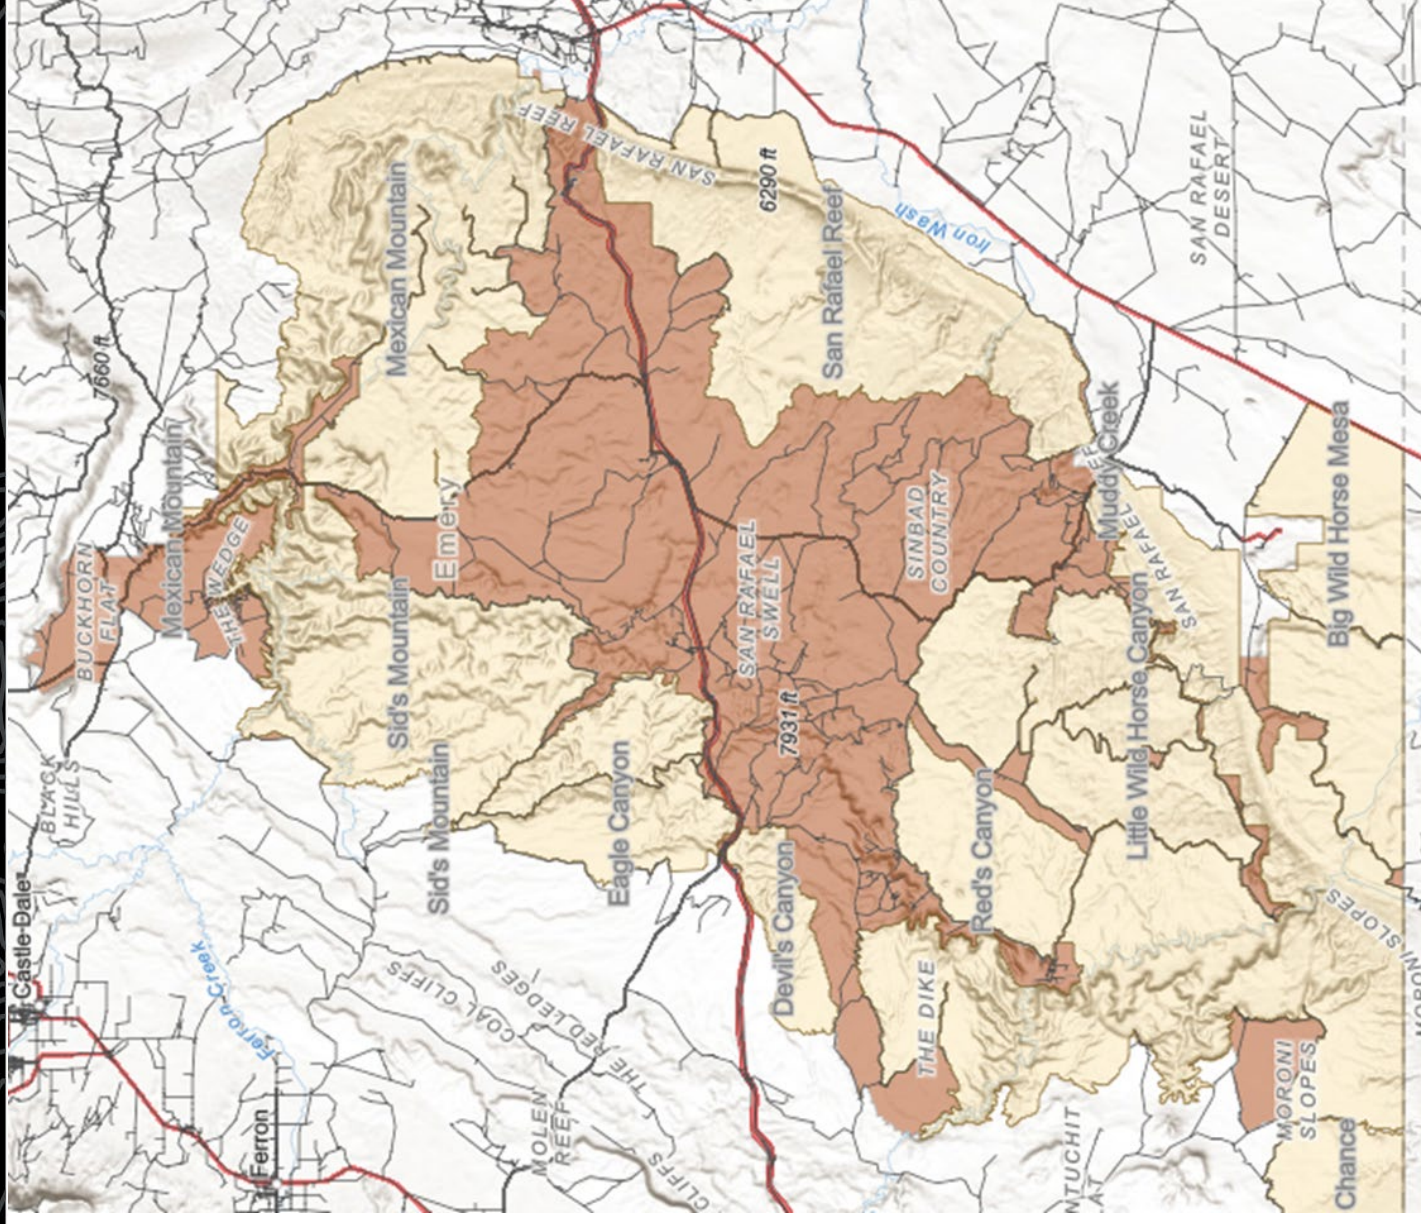 SAN RAFAEL REEF
6290 ft
SAN RAFAEL
DESERT
Mexican Mountain
San Rafael Reef
Iron Wash
7660 ft
Mexican Mountain
Emery
SINBAD
COUNTRY
Muddy Creek
Big Wild Horse Mesa
BUCKHORN
FLAT
THE WEDGE
Sid's Mountain
SAN RAFAEL
SWELL
7931 ft
SAN RAFAEL
REEF
Little Wild Horse Canyon
BLACK
HILLS
Sid's Mountain
Eagle Canyon
Devil's Canyon
Red's Canyon
Castle Dale
Ferron Creek
COAL CLIFFS
THE RED LEDGES
THE DIKE
MORONI
SLOPES
MORONI
SLOPES
Ferron
MOLEN
REEF
CLIFFS
NTUCHIT
AT
Chance